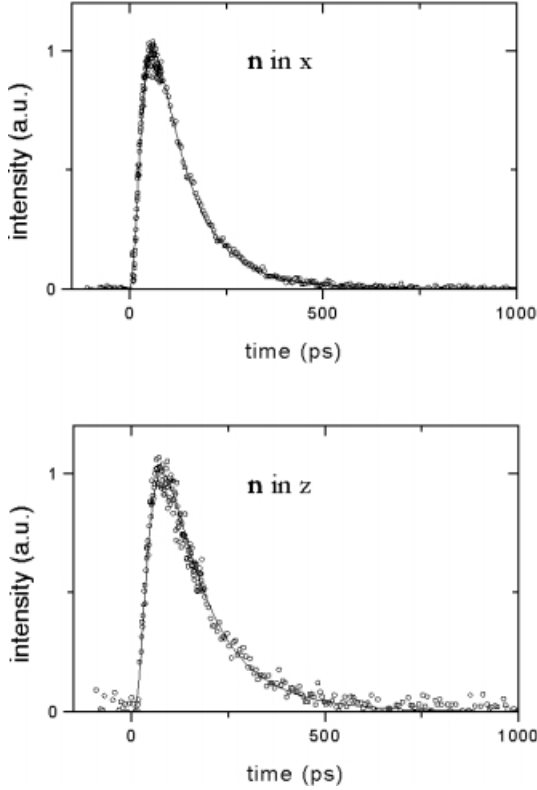 1
n in x
intensity (a.u.)
0
0
500
1000
time (ps)
1
n in z
intensity (a.u.)
0
0
500
1000
time (ps)